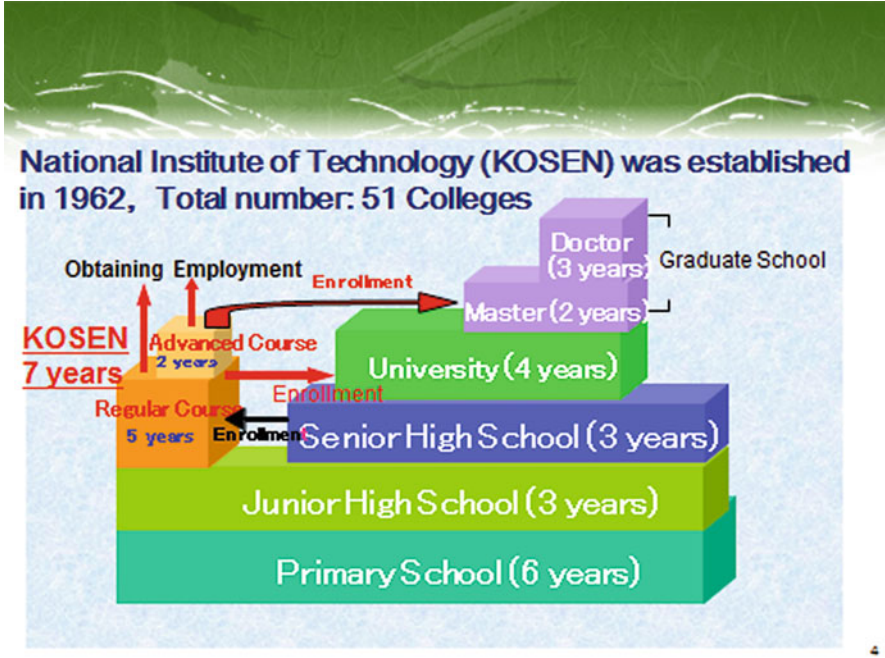 National Institute of Technology (KOSEN) was established
in 1962, Total number: 51 Colleges
Doctor
(3 years)
Graduate School
Obtaining Employment
Enrollment
Master (2 years)
KOSEN
7 years
Advanced Course
2 years
University (4 years)
Enrollment
Regular Course
5 years
Enrollment
Senior High School (3 years)
Junior High School (3 years)
Primary School (6 years)
4